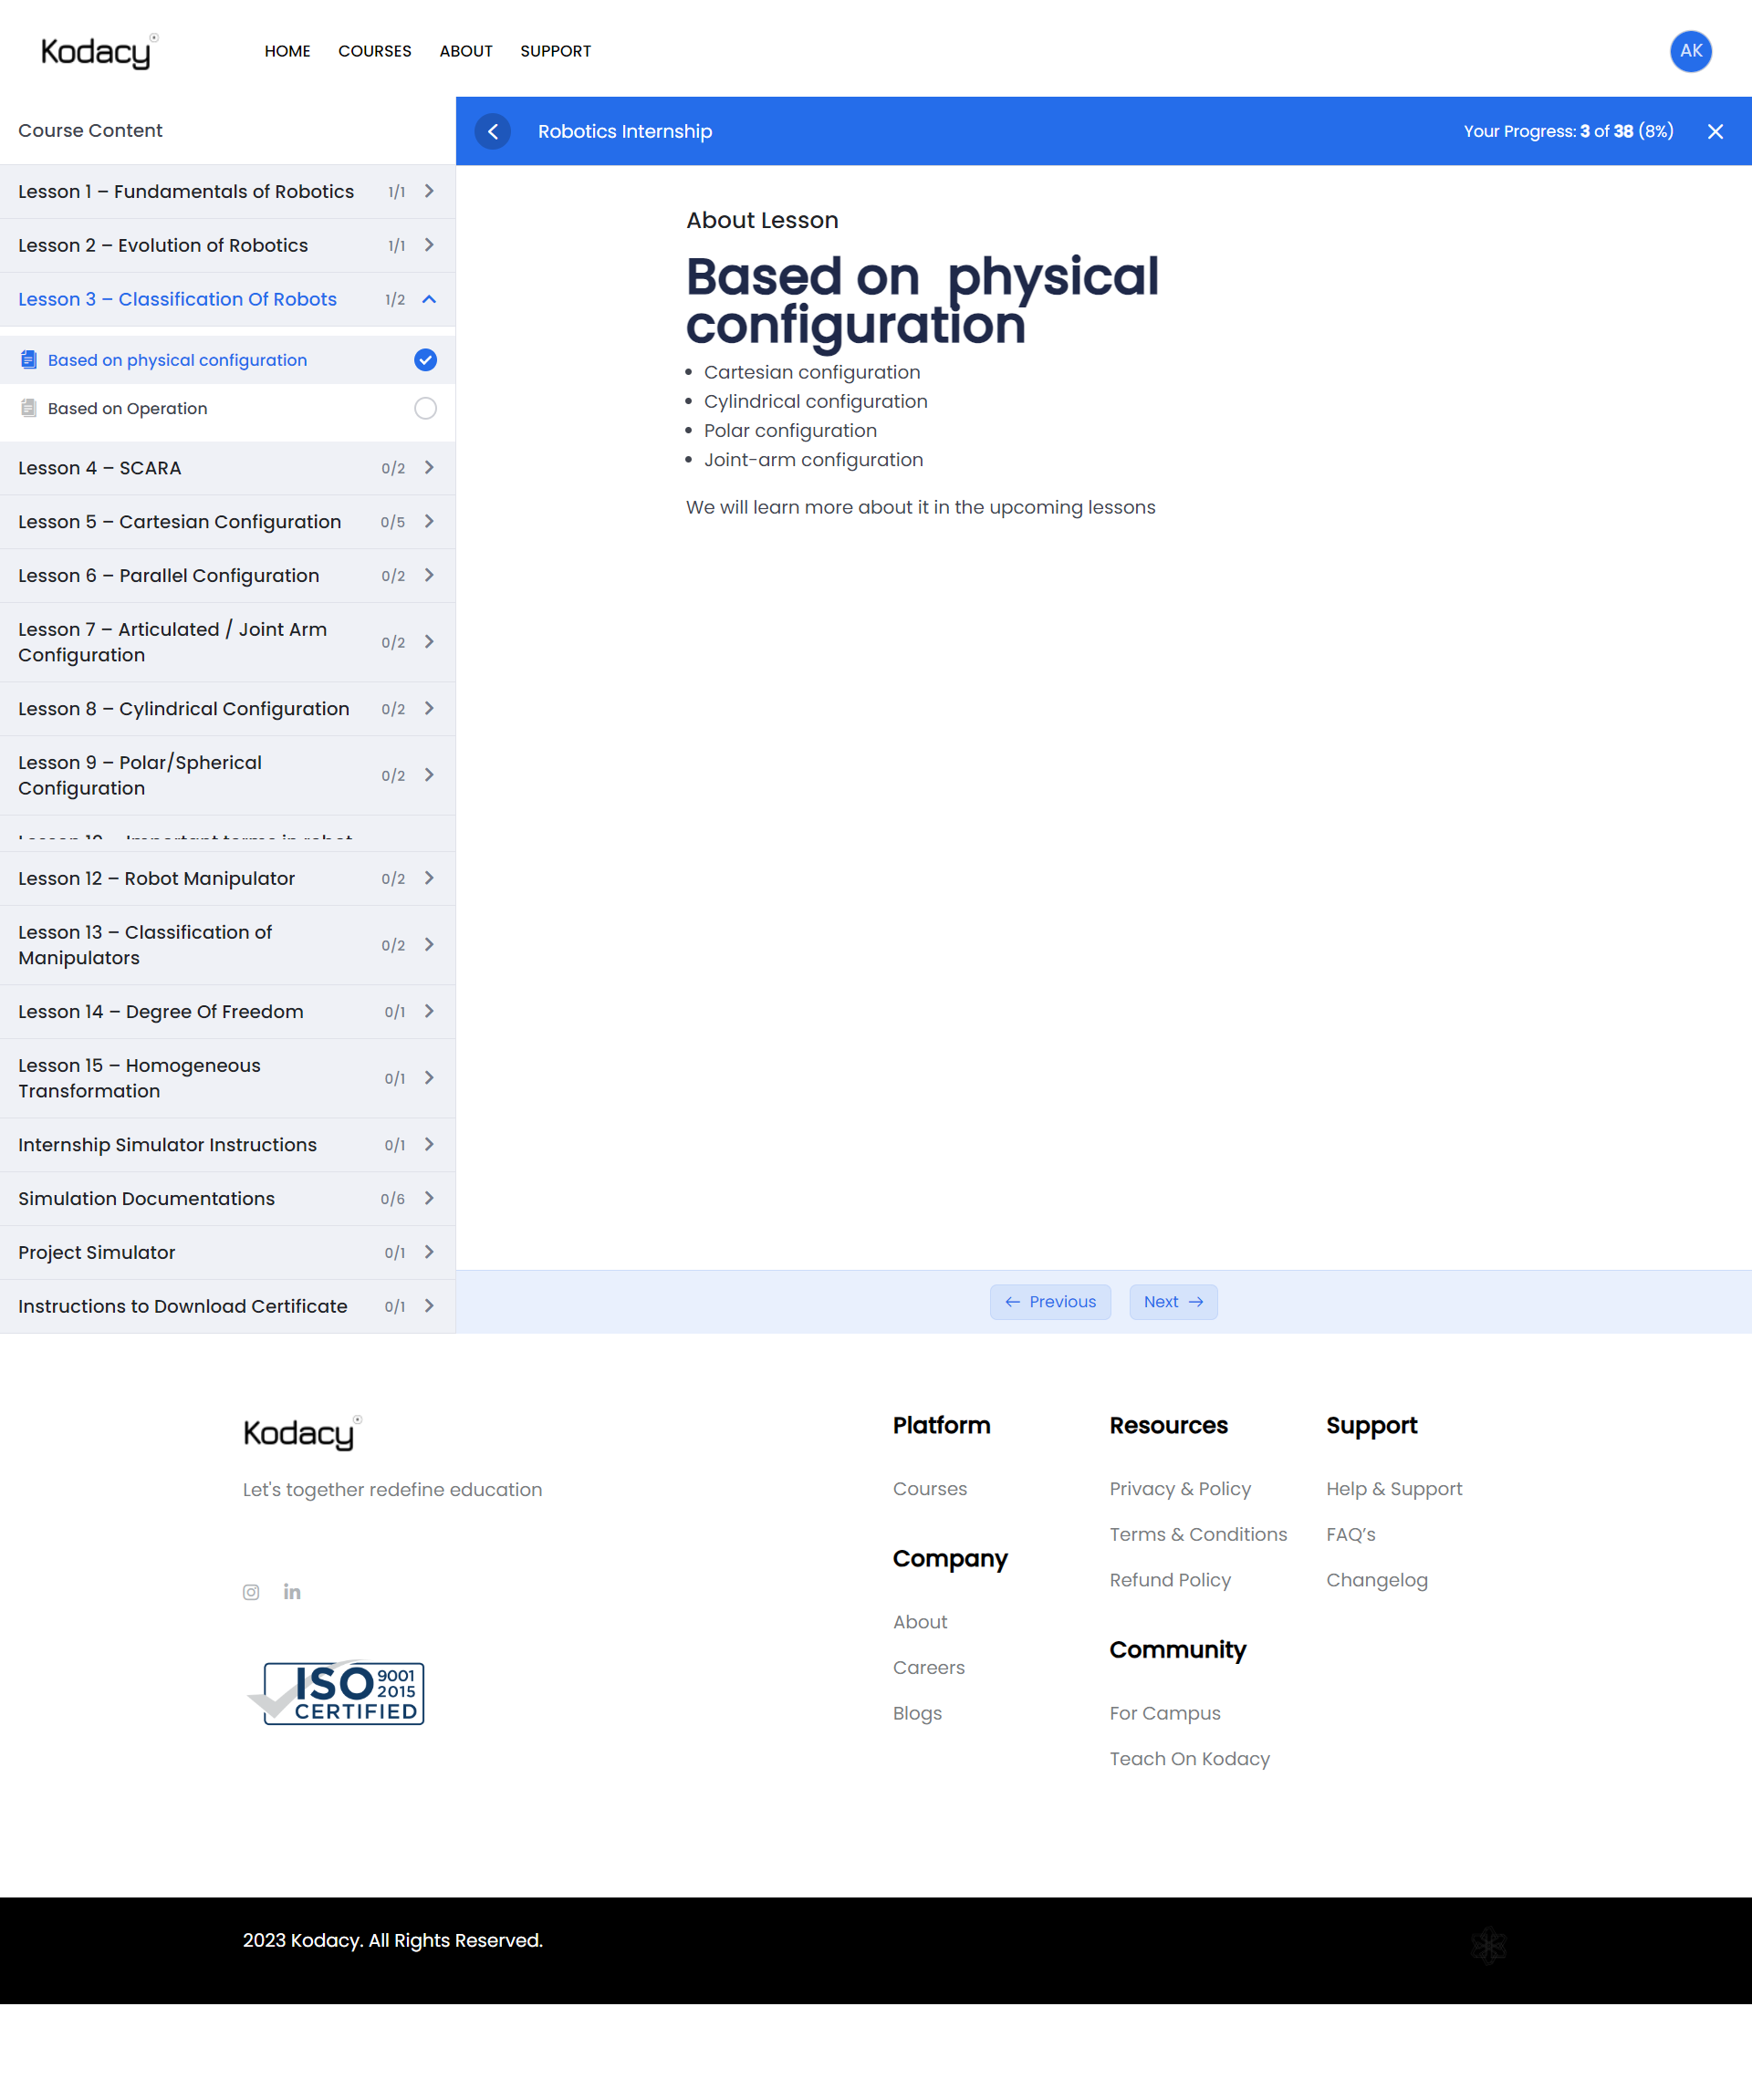 Kodacy
HOME COURSES ABOUT SUPPORT
AK
Course Content
Lesson 1 – Fundamentals of Robotics 1/1
Lesson 2 – Evolution of Robotics 1/1
Lesson 3 – Classification Of Robots 1/2
Based on physical configuration
Based on Operation
Lesson 4 – SCARA 0/2
Lesson 5 – Cartesian Configuration 0/5
Lesson 6 – Parallel Configuration 0/2
Lesson 7 – Articulated / Joint Arm
Configuration 0/2
Lesson 8 – Cylindrical Configuration 0/2
Lesson 9 – Polar/Spherical
Configuration 0/2
Lesson 10 – Important terms in robot
Lesson 12 – Robot Manipulator 0/2
Lesson 13 – Classification of
Manipulators 0/2
Lesson 14 – Degree Of Freedom 0/1
Lesson 15 – Homogeneous
Transformation 0/1
Internship Simulator Instructions 0/1
Simulation Documentations 0/6
Project Simulator 0/1
Instructions to Download Certificate 0/1
Robotics Internship
Your Progress: 3 of 38 (8%)
About Lesson
Based on physical
configuration
• Cartesian configuration
• Cylindrical configuration
• Polar configuration
• Joint-arm configuration
We will learn more about it in the upcoming lessons
← Previous Next →
Kodacy
Let's together redefine education
ISO 9001
2015
CERTIFIED
Platform
Courses
Company
About
Careers
Blogs
Resources
Privacy & Policy
Terms & Conditions
Refund Policy
Community
For Campus
Teach On Kodacy
Support
Help & Support
FAQ’s
Changelog
2023 Kodacy. All Rights Reserved.